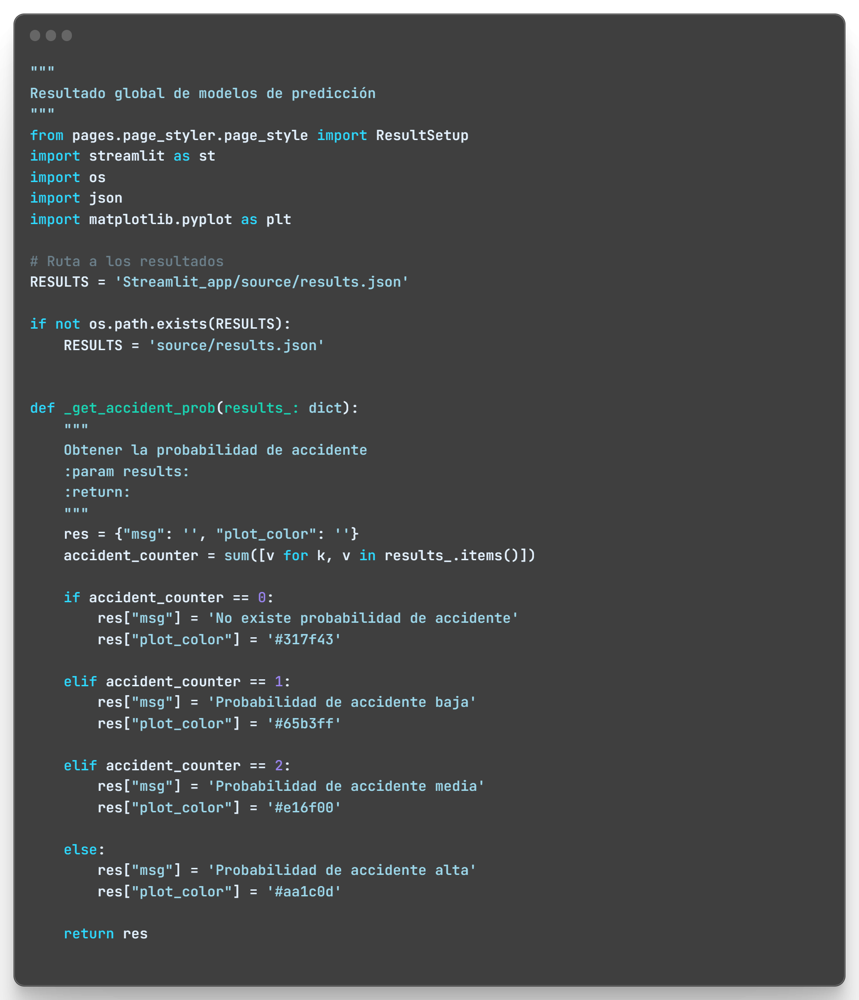 """
Resultado global de modelos de predicción
"""
from pages.page_styler.page_style import ResultSetup
import streamlit as st
import os
import json
import matplotlib.pyplot as plt

# Ruta a los resultados
RESULTS = 'Streamlit_app/source/results.json'

if not os.path.exists(RESULTS):
    RESULTS = 'source/results.json'


def _get_accident_prob(results_: dict):
    """
    Obtener la probabilidad de accidente
    :param results:
    :return:
    """
    res = {"msg": '', "plot_color": ''}
    accident_counter = sum([v for k, v in results_.items()])

    if accident_counter == 0:
        res["msg"] = 'No existe probabilidad de accidente'
        res["plot_color"] = '#317f43'

    elif accident_counter == 1:
        res["msg"] = 'Probabilidad de accidente baja'
        res["plot_color"] = '#65b3ff'

    elif accident_counter == 2:
        res["msg"] = 'Probabilidad de accidente media'
        res["plot_color"] = '#e16f00'

    else:
        res["msg"] = 'Probabilidad de accidente alta'
        res["plot_color"] = '#aa1c0d'

    return res